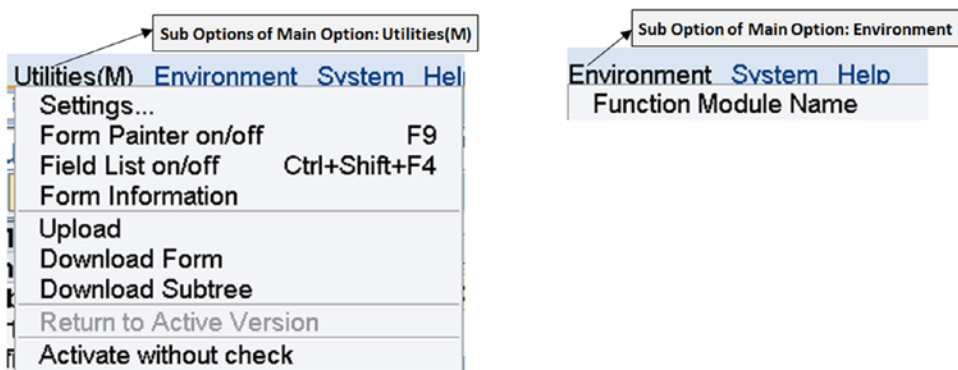 Sub Options of Main Option: Utilities(M)
Utilities(M) Environment System Hel
Settings...
Form Painter on/off F9
Field List on/off Ctrl+Shift+F4
Form Information
Upload
Download Form
Download Subtree
Return to Active Version
Activate without check
Sub Option of Main Option: Environment
Environment System Help
Function Module Name